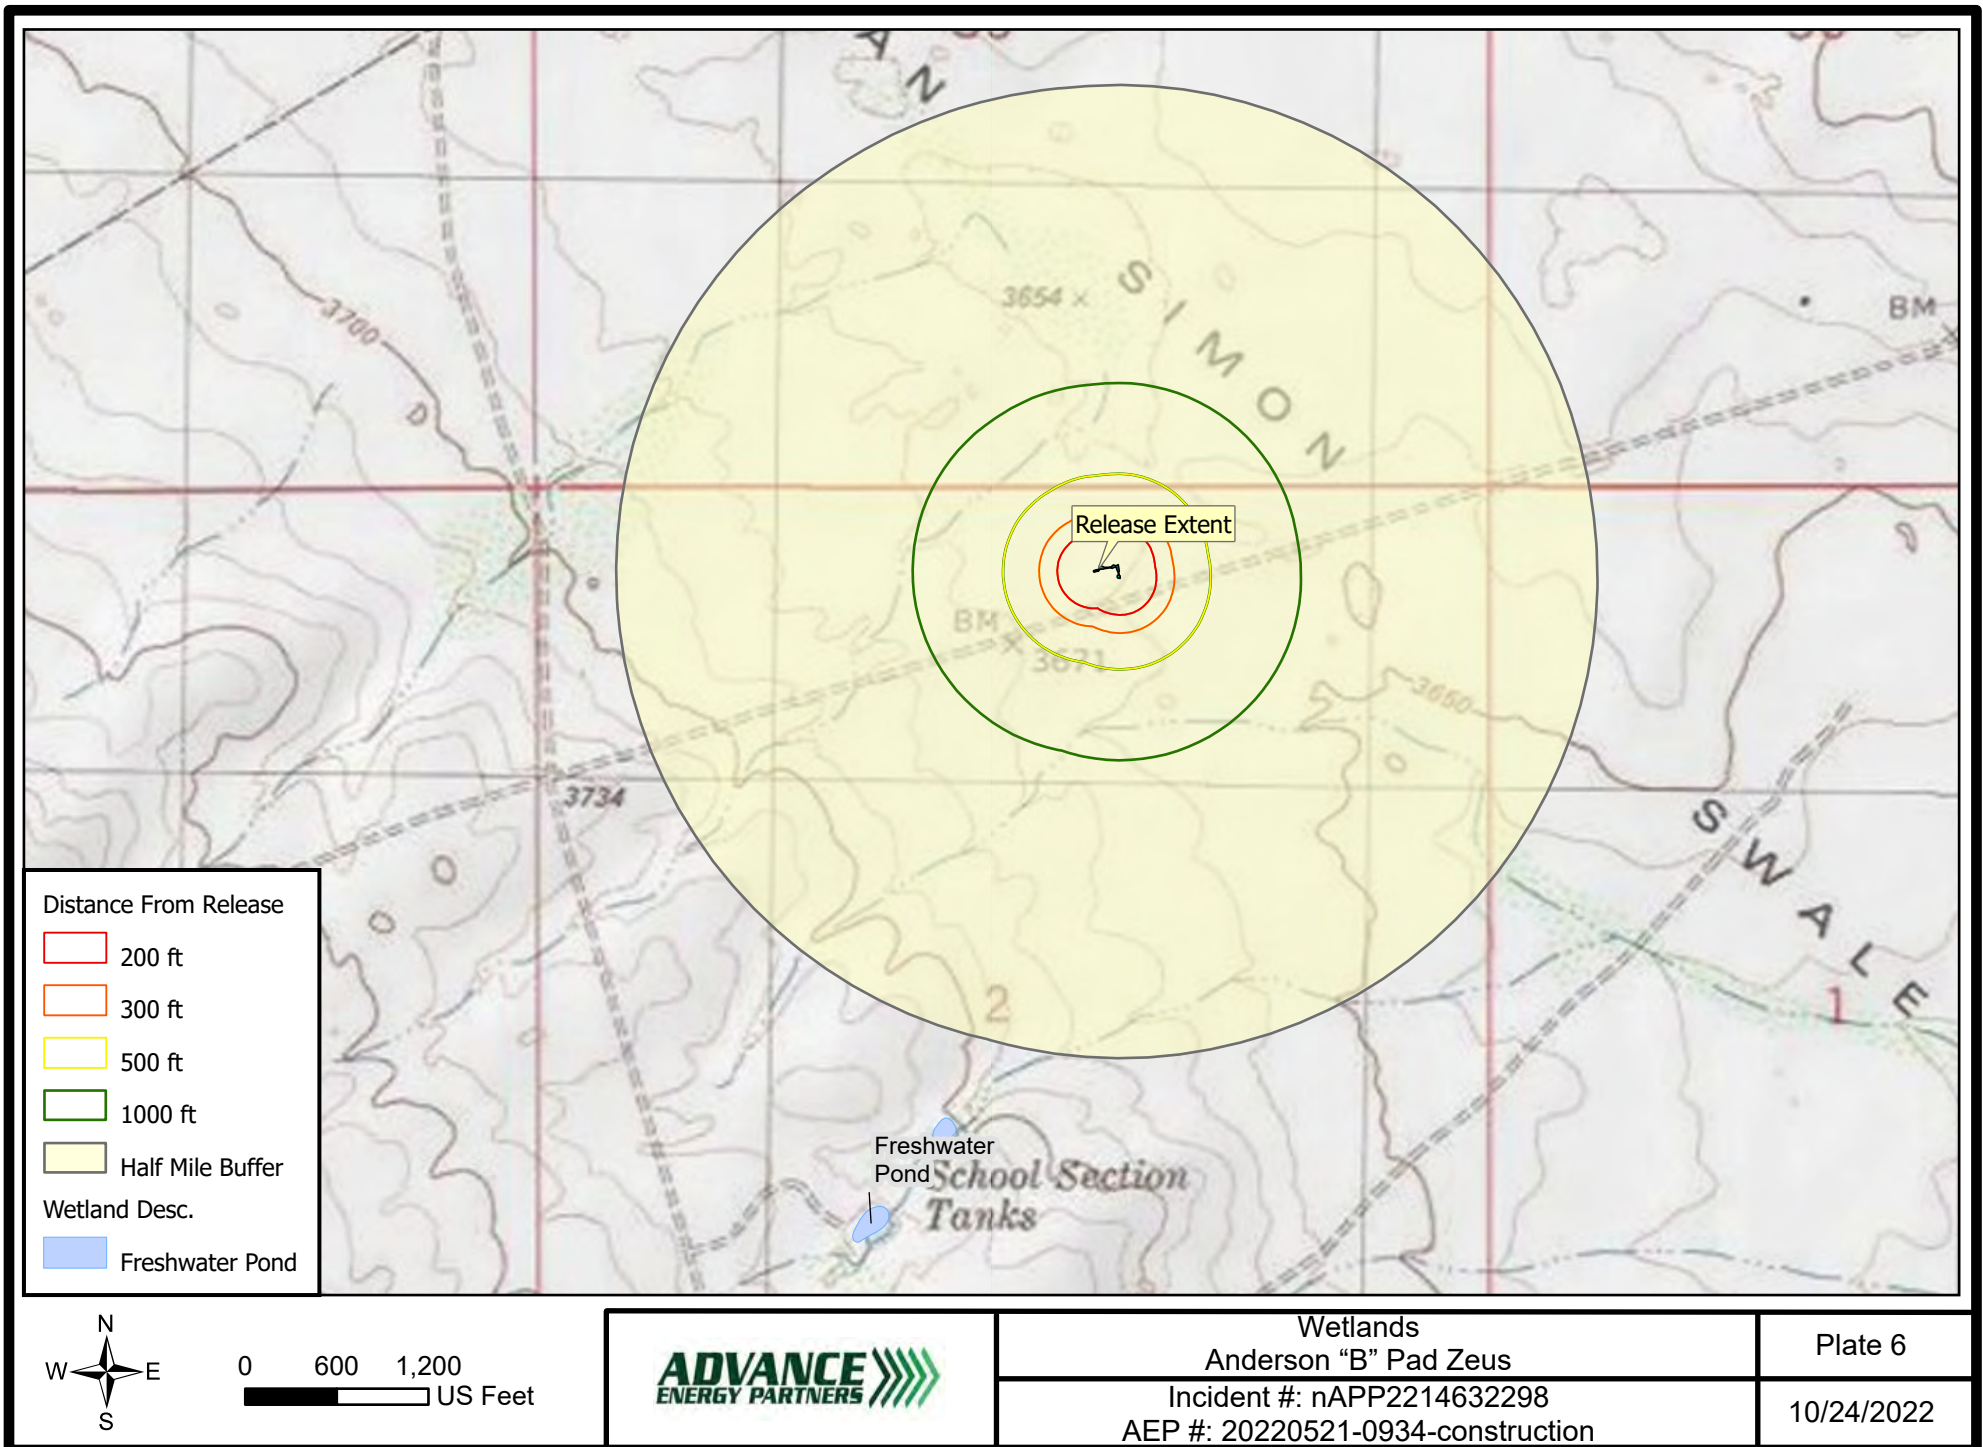 A N
S I M O N
S W A L E
3654 ×
3700
D
BM
BM
3671
3650
3734
2
1
Release Extent
Freshwater
Pond
School Section
Tanks
Distance From Release
200 ft
300 ft
500 ft
1000 ft
Half Mile Buffer
Wetland Desc.
Freshwater Pond
N
W E
S
0 600 1,200
US Feet
ADVANCE
ENERGY PARTNERS
Wetlands
Anderson “B” Pad Zeus
Incident #: nAPP2214632298
AEP #: 20220521-0934-construction
Plate 6
10/24/2022